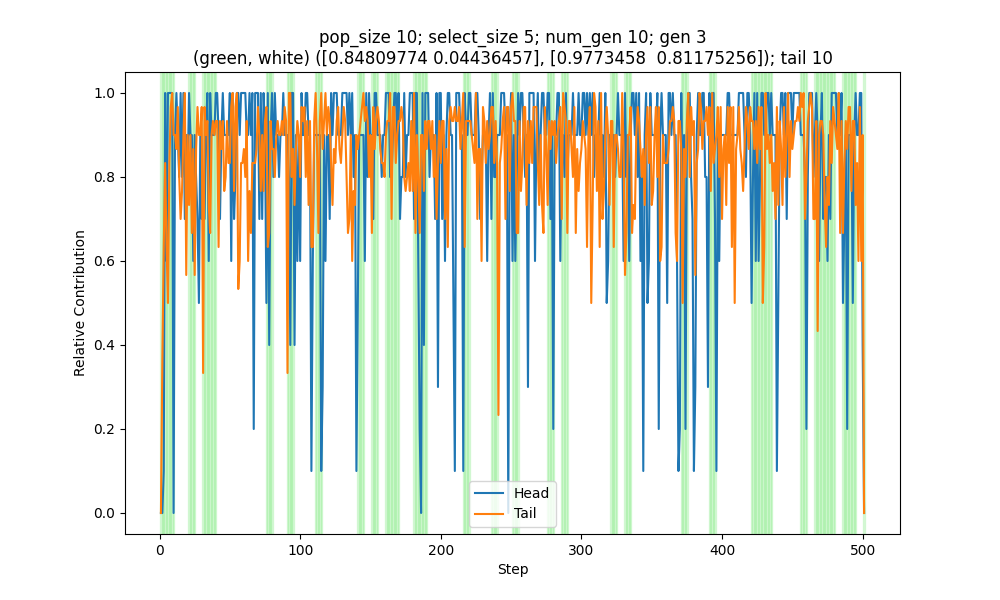 pop_size 10; select_size 5; num_gen 10; gen 3
(green, white) ([0.84809774 0.04436457], [0.9773458  0.81175256]); tail 10
1.0
0.8
0.6
0.4
0.2
0.0
Relative Contribution
Head
Tail
0 100 200 300 400 500
Step